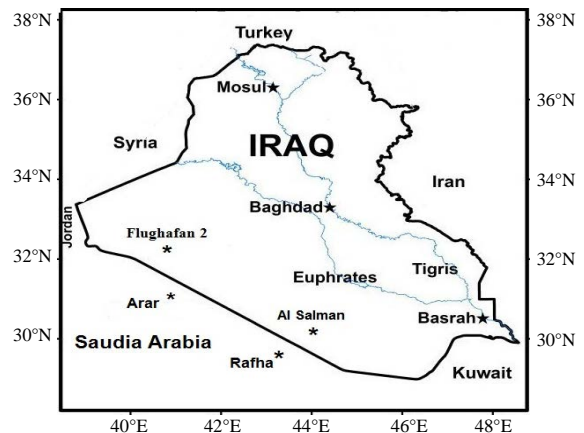 38°N
38°N
Turkey
Mosul
36°N
36°N
Syria
IRAQ
Iran
34°N
34°N
Baghdad
Jordan
Flughafan 2
32°N
32°N
Euphrates
Tigris
Arar
Al Salman
Basrah
30°N
30°N
Saudia Arabia
Rafha
Kuwait
40°E
42°E
44°E
46°E
48°E